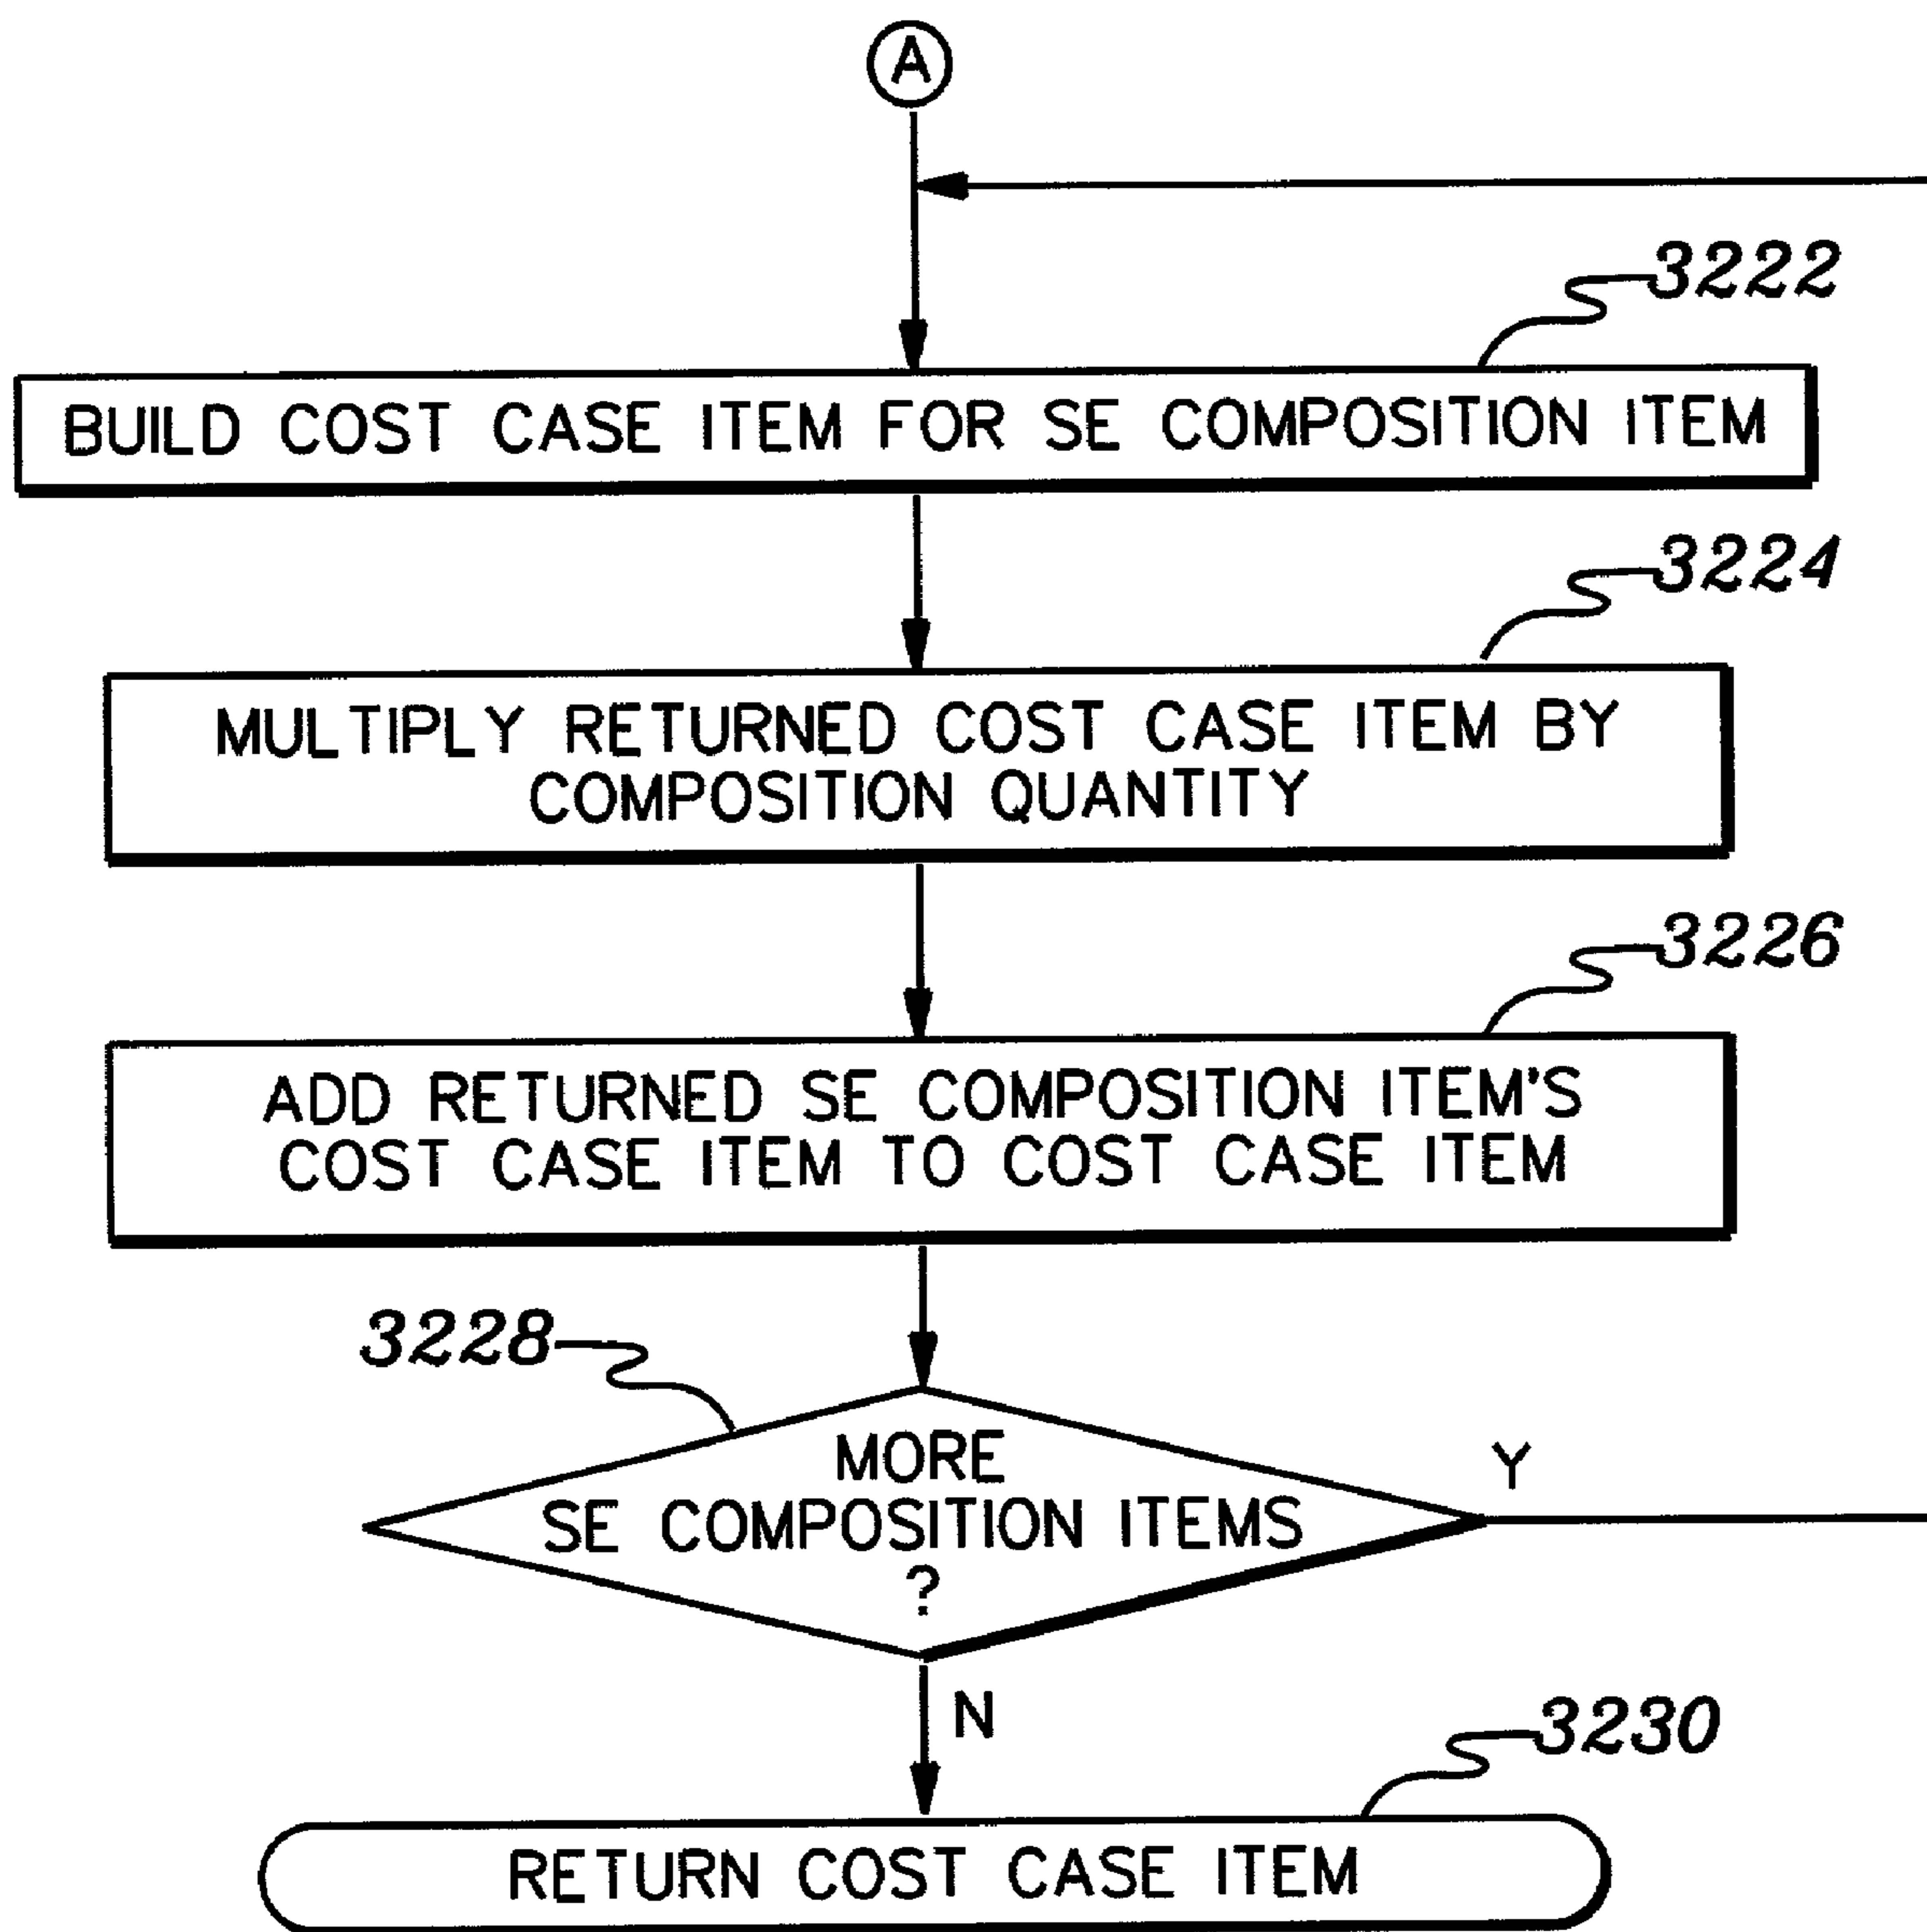 A
3222
BUILD COST CASE ITEM FOR SE COMPOSITION ITEM
3224
MULTIPLY RETURNED COST CASE ITEM BY
COMPOSITION QUANTITY
3226
ADD RETURNED SE COMPOSITION ITEM'S
COST CASE ITEM TO COST CASE ITEM
3228
MORE
SE COMPOSITION ITEMS
?
Y
N
3230
RETURN COST CASE ITEM